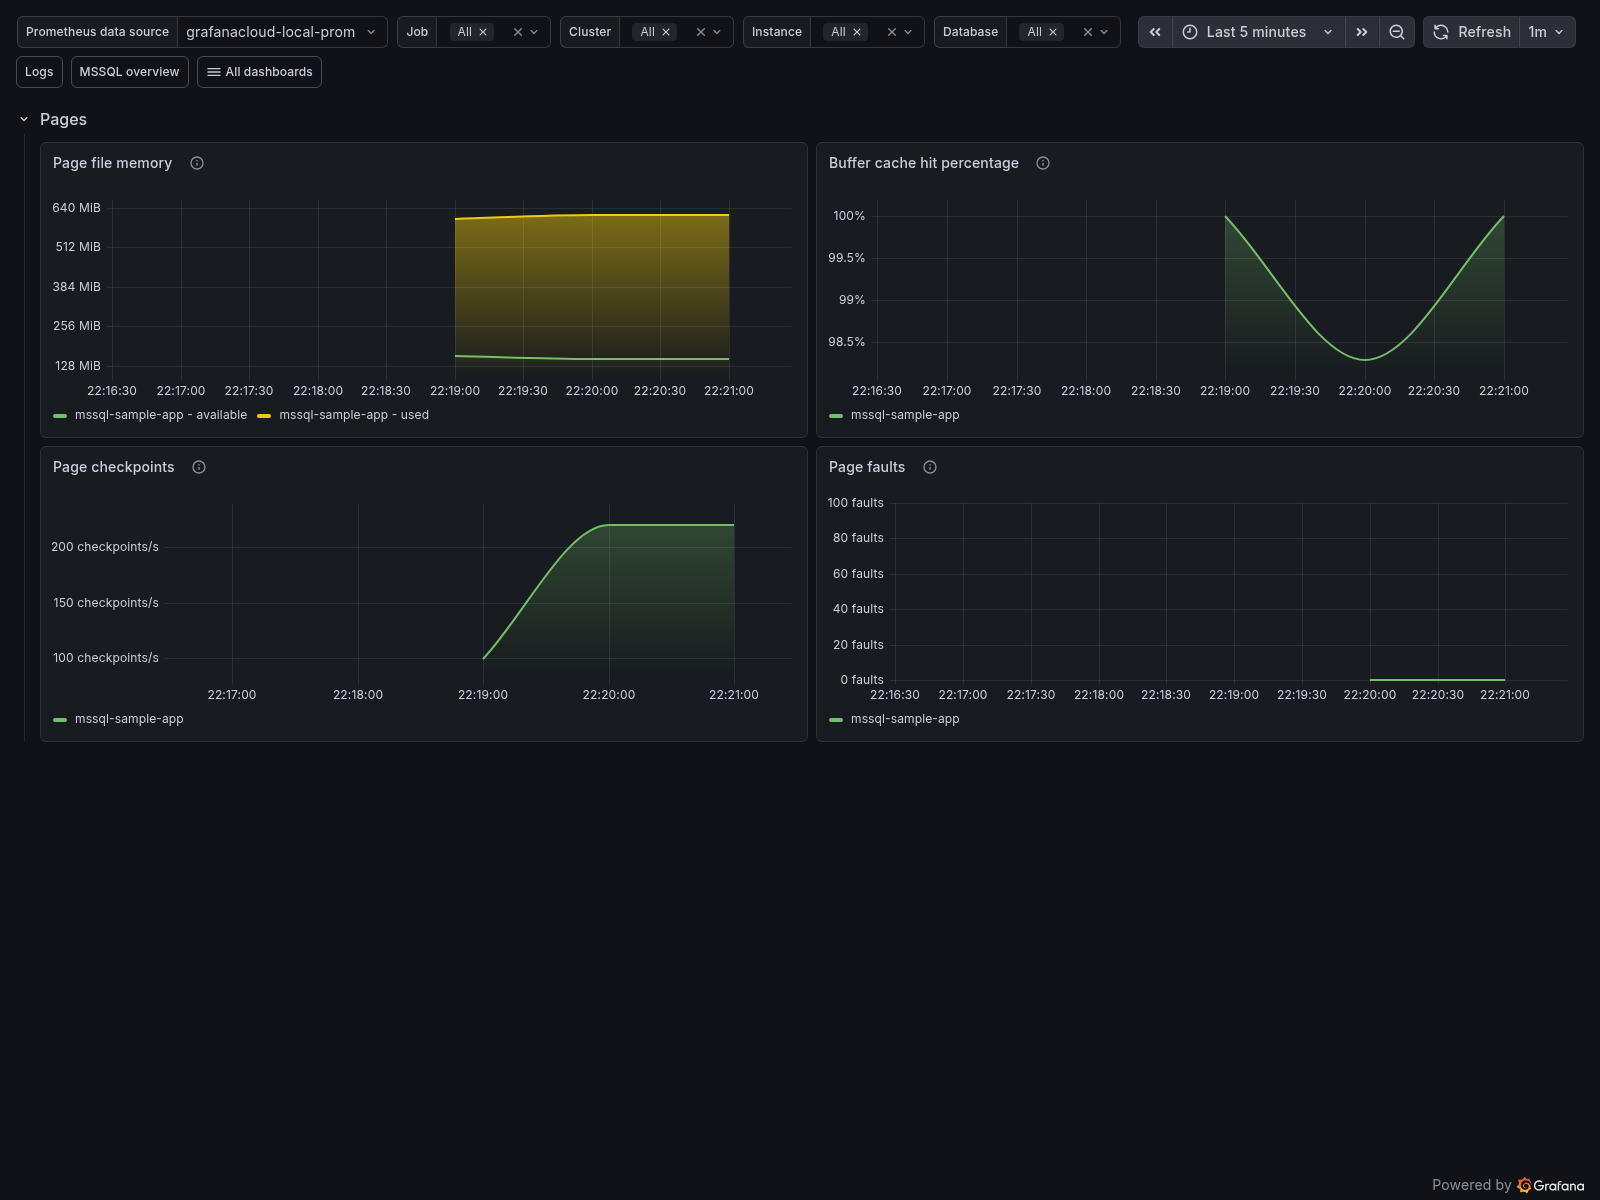 Prometheus data source grafanacloud-local-prom Job All Cluster All Instance All Database All Last 5 minutes Refresh 1m
Logs MSSQL overview All dashboards
Pages
Page file memory
640 MiB
512 MiB
384 MiB
256 MiB
128 MiB
22:16:30 22:17:00 22:17:30 22:18:00 22:18:30 22:19:00 22:19:30 22:20:00 22:20:30 22:21:00
mssql-sample-app - available mssql-sample-app - used
Buffer cache hit percentage
100%
99.5%
99%
98.5%
22:16:30 22:17:00 22:17:30 22:18:00 22:18:30 22:19:00 22:19:30 22:20:00 22:20:30 22:21:00
mssql-sample-app
Page checkpoints
200 checkpoints/s
150 checkpoints/s
100 checkpoints/s
22:17:00 22:18:00 22:19:00 22:20:00 22:21:00
mssql-sample-app
Page faults
100 faults
80 faults
60 faults
40 faults
20 faults
0 faults
22:16:30 22:17:00 22:17:30 22:18:00 22:18:30 22:19:00 22:19:30 22:20:00 22:20:30 22:21:00
mssql-sample-app
Powered by Grafana